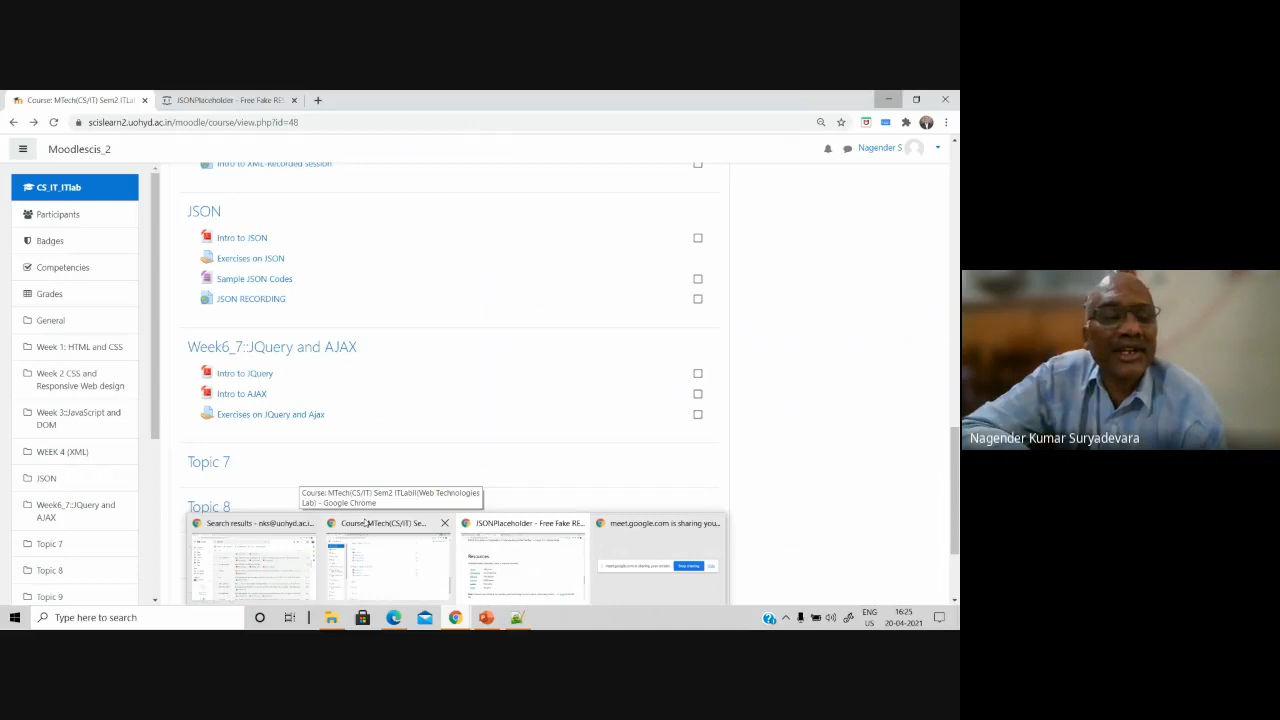 Course: MTech(CS/IT) Sem2 ITLab
JSONPlaceholder - Free Fake RES
scislearn2.uohyd.ac.in/moodle/course/view.php?id=48
Moodlescis_2
Nagender S
CS_IT_ITlab
Participants
Badges
Competencies
Grades
General
Week 1: HTML and CSS
Week 2 CSS and
Responsive Web design
Week 3::JavaScript and
DOM
WEEK 4 (XML)
JSON
Week6_7::JQuery and
AJAX
Topic 7
Topic 8
Topic 9
Intro to XML-Recorded session
JSON
Intro to JSON
Exercises on JSON
Sample JSON Codes
JSON RECORDING
Week6_7::JQuery and AJAX
Intro to JQuery
Intro to AJAX
Exercises on JQuery and Ajax
Topic 7
Topic 8
Course: MTech(CS/IT) Sem2 ITLabII(Web Technologies
Lab) - Google Chrome
Search results - nks@uohyd.ac.i...
Course: MTech(CS/IT) Se...
JSONPlaceholder - Free Fake RE...
meet.google.com is sharing you...
Resources
Stop sharing
Type here to search
ENG
US
16:25
20-04-2021
Nagender Kumar Suryadevara